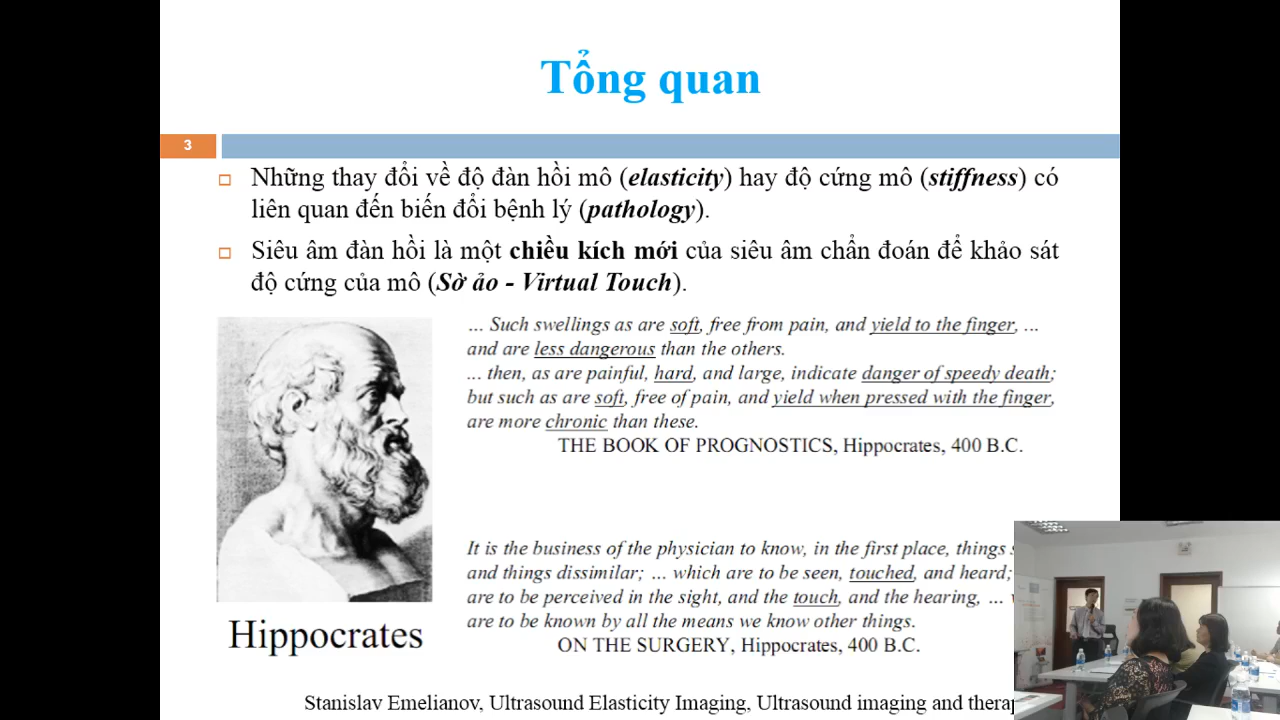 Tổng quan
3
Những thay đổi về độ đàn hồi mô (elasticity) hay độ cứng mô (stiffness) có
liên quan đến biến đổi bệnh lý (pathology).
Siêu âm đàn hồi là một chiều kích mới của siêu âm chẩn đoán để khảo sát
độ cứng của mô (Sờ ảo - Virtual Touch).
... Such swellings as are soft, free from pain, and yield to the finger, ...
and are less dangerous than the others.
... then, as are painful, hard, and large, indicate danger of speedy death;
but such as are soft, free of pain, and yield when pressed with the finger,
are more chronic than these.
THE BOOK OF PROGNOSTICS, Hippocrates, 400 B.C.
It is the business of the physician to know, in the first place, things
and things dissimilar; ... which are to be seen, touched, and heard;
are to be perceived in the sight, and the touch, and the hearing, ...
are to be known by all the means we know other things.
ON THE SURGERY, Hippocrates, 400 B.C.
Hippocrates
Stanislav Emelianov, Ultrasound Elasticity Imaging, Ultrasound imaging and